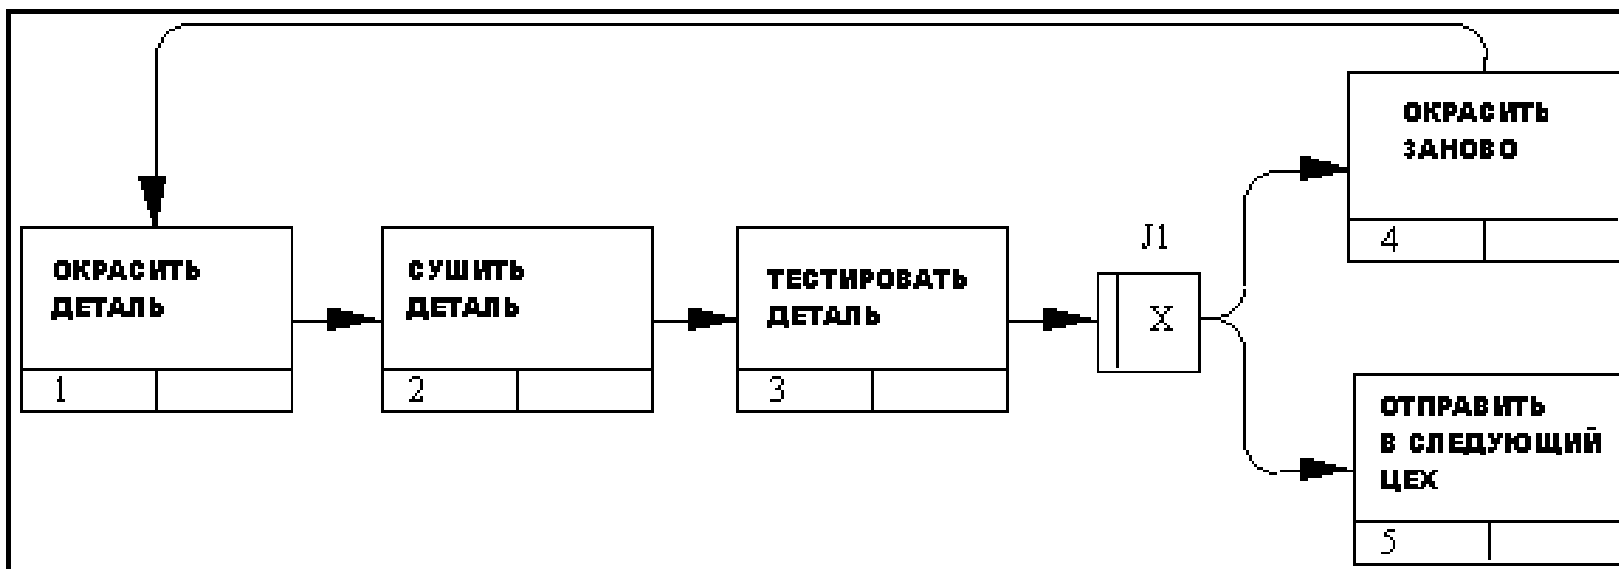 ОКРАСИТЬ
ЗАНОВО
4
J1
ОКРАСИТЬ
ДЕТАЛЬ
1
СУШИТЬ
ДЕТАЛЬ
2
ТЕСТИРОВАТЬ
ДЕТАЛЬ
3
X
ОТПРАВИТЬ
В СЛЕДУЮЩИЙ
ЦЕХ
5